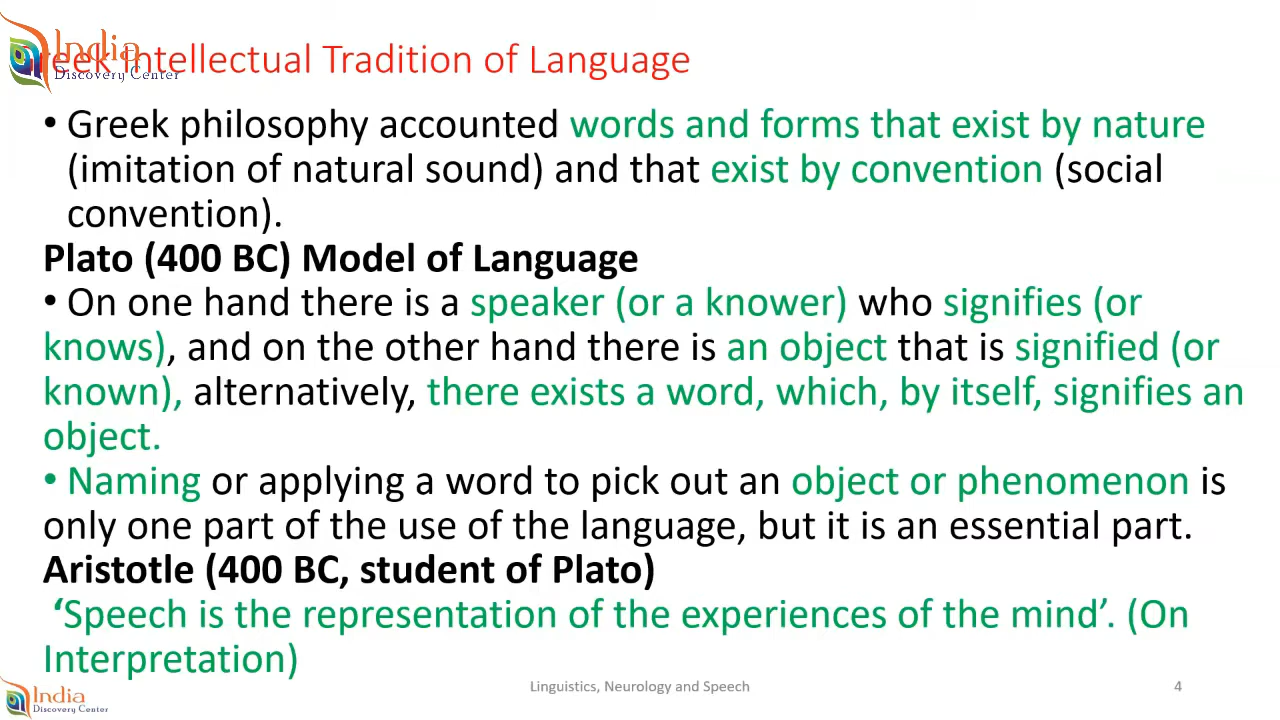 India
Discovery Center
reek Intellectual Tradition of Language
• Greek philosophy accounted words and forms that exist by nature
(imitation of natural sound) and that exist by convention (social
convention).
Plato (400 BC) Model of Language
• On one hand there is a speaker (or a knower) who signifies (or
knows), and on the other hand there is an object that is signified (or
known), alternatively, there exists a word, which, by itself, signifies an
object.
• Naming or applying a word to pick out an object or phenomenon is
only one part of the use of the language, but it is an essential part.
Aristotle (400 BC, student of Plato)
‘Speech is the representation of the experiences of the mind’. (On
Interpretation)
India
Discovery Center
Linguistics, Neurology and Speech
4